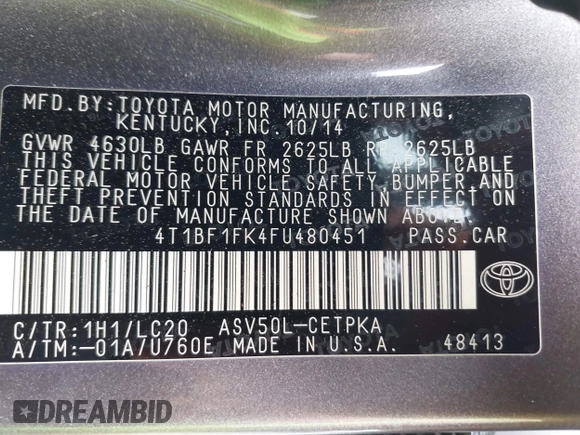 MFD.BY:TOYOTA MOTOR MANUFACTURING,
KENTUCKY,INC.10/14
GVWR 4630LB GAWR FR 2625LB RR 2625LB
THIS VEHICLE CONFORMS TO ALL APPLICABLE
FEDERAL MOTOR VEHICLE SAFETY,BUMPER,AND
THEFT PREVENTION STANDARDS IN EFFECT ON
THE DATE OF MANUFACTURE SHOWN ABOVE.
4T1BF1FK4FU480451 PASS.CAR
C/TR:1H1/LC20 ASV50L-CETPKA
A/TM:-01A/U760E MADE IN U.S.A. 48413
DREAMBID